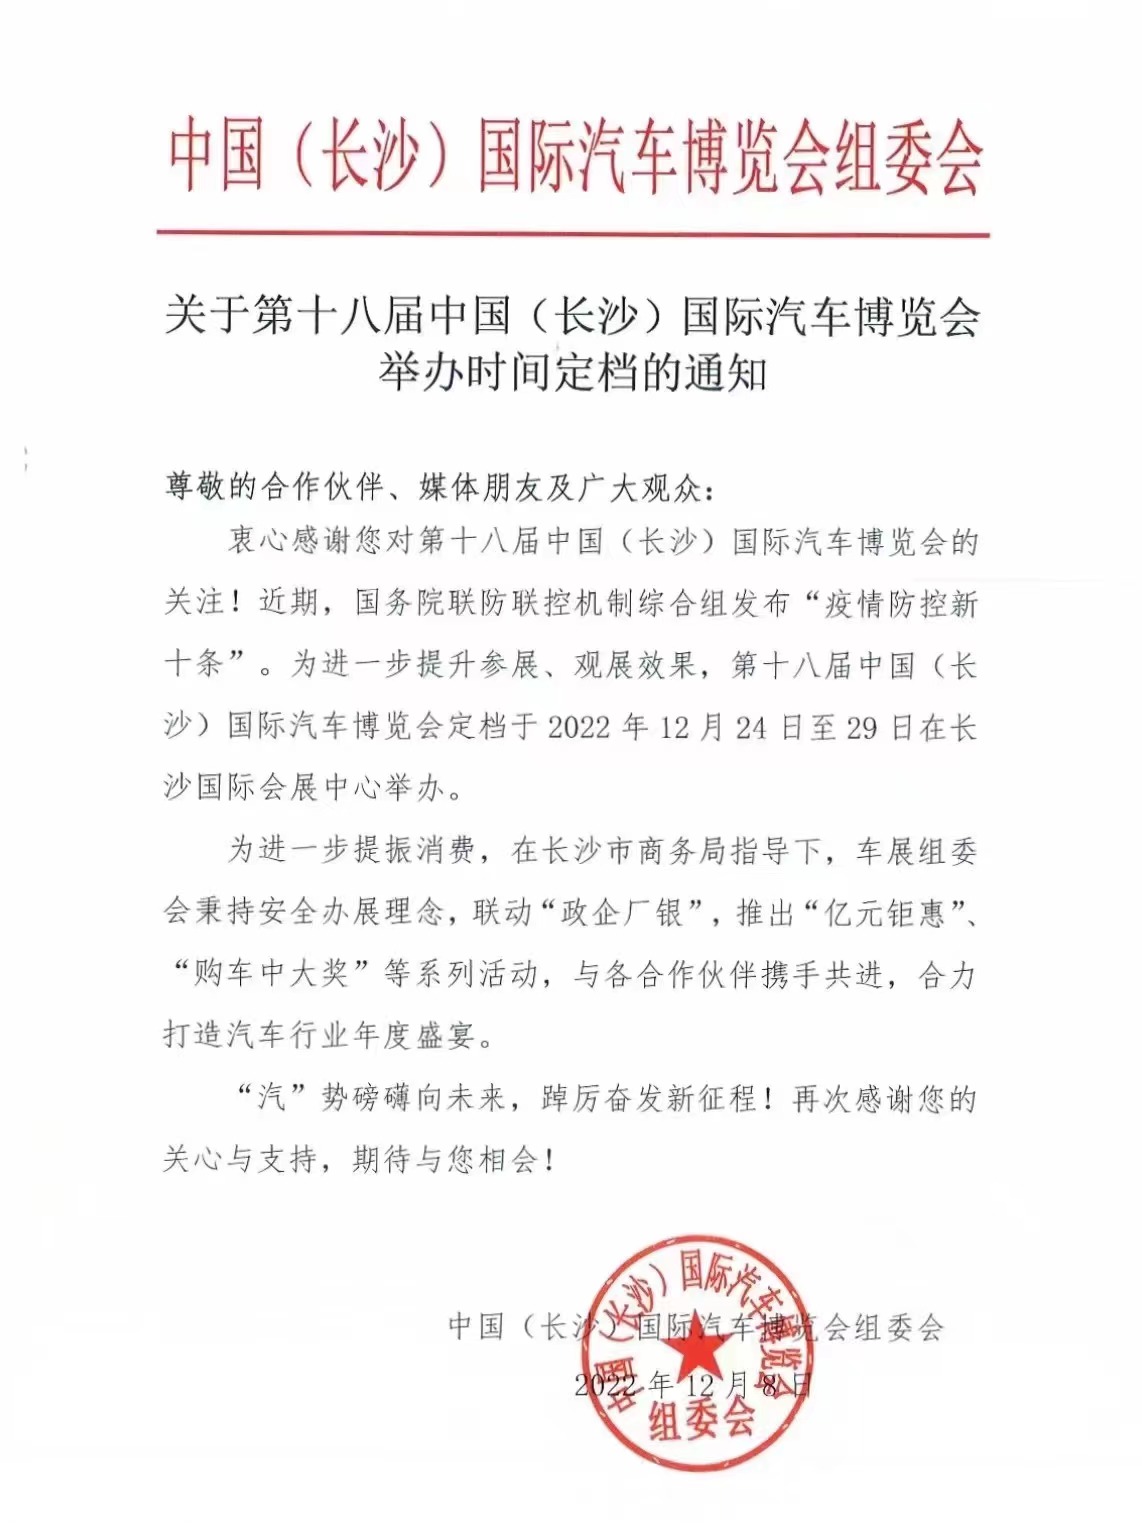 中国（长沙）国际汽车博览会组委会
关于第十八届中国（长沙）国际汽车博览会
举办时间定档的通知
尊敬的合作伙伴、媒体朋友及广大观众：
衷心感谢您对第十八届中国（长沙）国际汽车博览会的
关注！近期，国务院联防联控机制综合组发布“疫情防控新
十条”。为进一步提升参展、观展效果，第十八届中国（长
沙）国际汽车博览会定档于 2022 年 12 月 24 日至 29 日在长
沙国际会展中心举办。
为进一步提振消费，在长沙市商务局指导下，车展组委
会秉持安全办展理念，联动“政企厂银”，推出“亿元钜惠”、
“购车中大奖”等系列活动，与各合作伙伴携手共进，合力
打造汽车行业年度盛宴。
“汽”势磅礴向未来，踔厉奋发新征程！再次感谢您的
关心与支持，期待与您相会！
中国（长沙）国际汽车博览会组委会
2022 年 12 月 8 日
中国（长沙）国际汽车博览会
组委会